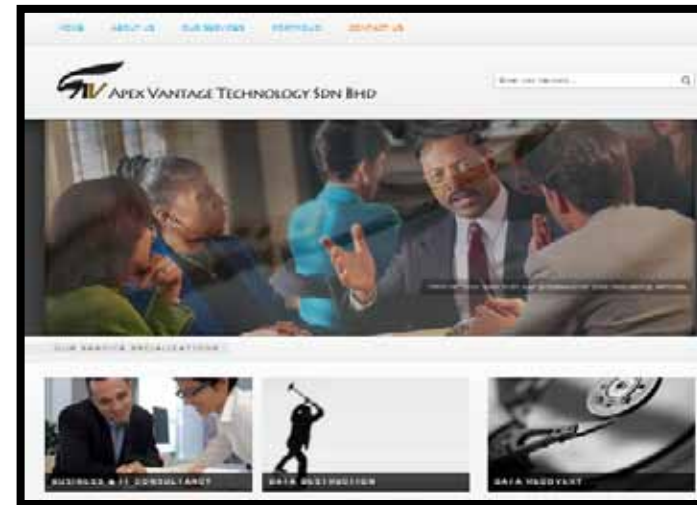 HOME ABOUT US OUR SERVICES PORTFOLIO CONTACT US
APEX VANTAGE TECHNOLOGY SDN BHD
OUR SERVICE SPECIALIZATIONS
BUSINESS & IT CONSULTANCY DATA DESTRUCTION DATA RECOVERY